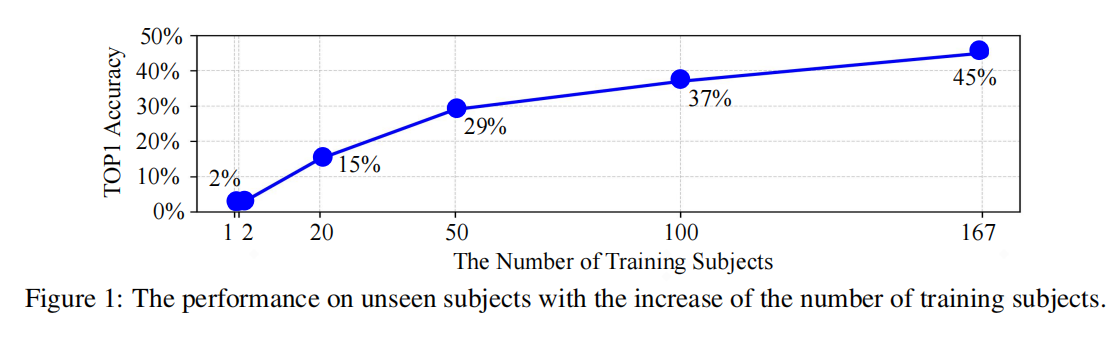 50%
40%
30%
20%
10%
0%
TOP1 Accuracy
2%
15%
29%
37%
45%
1 2 20 50 100 167
The Number of Training Subjects
Figure 1: The performance on unseen subjects with the increase of the number of training subjects.